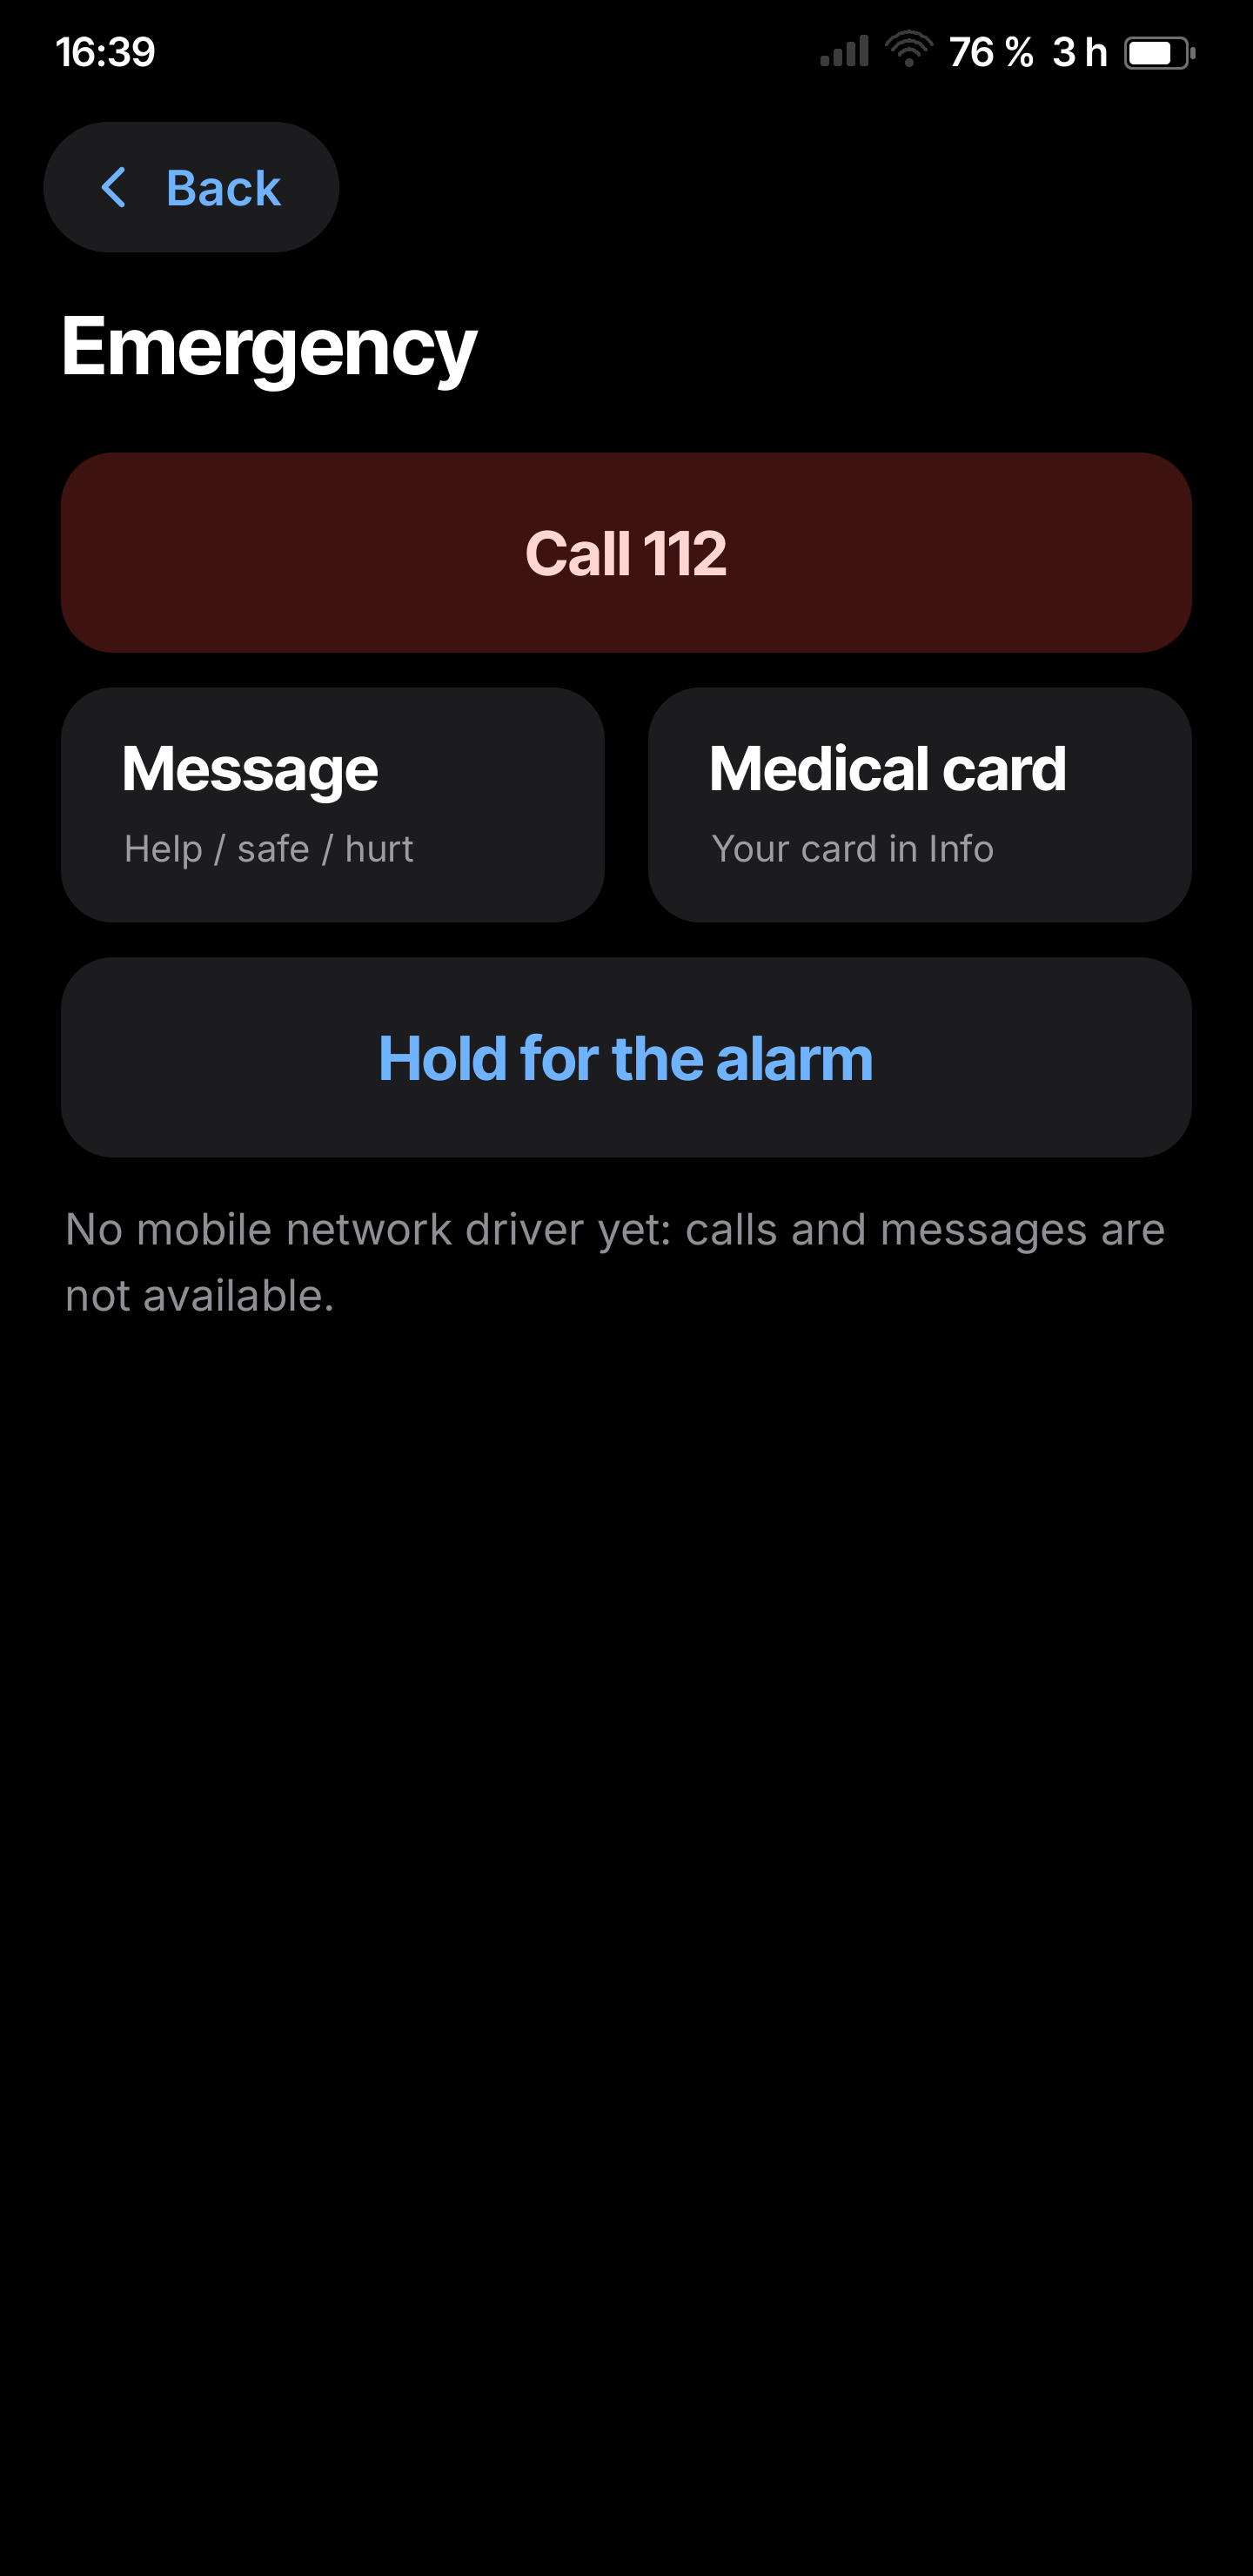 16:39
76 % 3 h
Back
Emergency
Call 112
Message
Help / safe / hurt
Medical card
Your card in Info
Hold for the alarm
No mobile network driver yet: calls and messages are
not available.